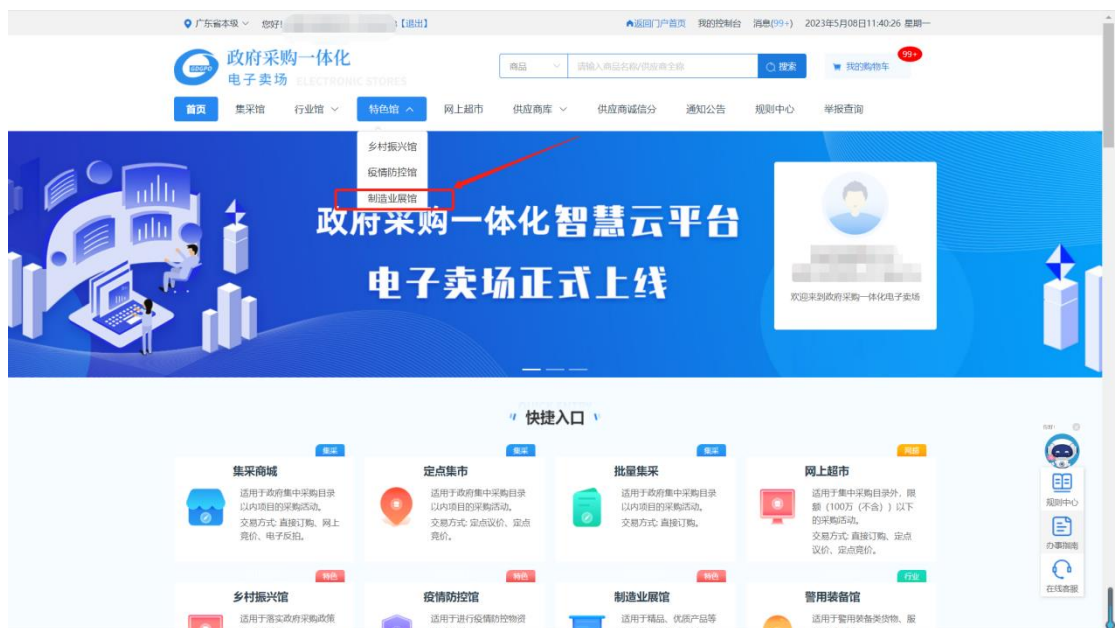 广东省本级 您好! 【退出】 返回门户首页 我的控制台 消息(99+) 2023年5月08日11:40:26 星期一
GDGPO 政府采购一体化
电子卖场 ELECTRONIC STORES
商品 请输入商品名称/供应商全称 搜索 我的购物车 99+
首页 集采馆 行业馆 特色馆 网上超市 供应商库 供应商诚信分 通知公告 规则中心 举报查询
乡村振兴馆
疫情防控馆
制造业展馆
政府采购一体化智慧云平台
电子卖场正式上线
欢迎来到政府采购一体化电子卖场
快捷入口
集采 集采 集采
集采商城 定点集市 批量集采 网上超市
适用于政府集中采购目录 适用于政府集中采购目录 适用于政府集中采购目录 适用于集中采购目录外，限
以内项目的采购活动。 以内项目的采购活动。 以内项目的采购活动。 额（100万（不含））以下
的采购活动。
交易方式: 直接订购、网上 交易方式: 定点议价、定点 交易方式: 直接订购。
竞价、电子反拍。 竞价。
交易方式: 直接订购、定点
议价、定点竞价。
特色 特色 特色 行业
乡村振兴馆 疫情防控馆 制造业展馆 警用装备馆
适用于落实政府采购政策 适用于进行疫情防控物资 适用于精品、优质产品等 适用于警用装备类货物、服
规则中心
办事指南
在线客服